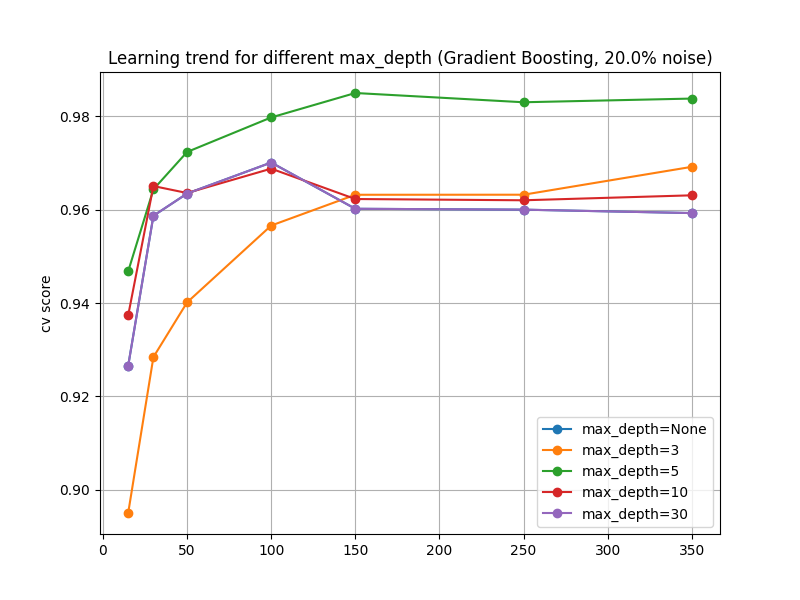 Learning trend for different max_depth (Gradient Boosting, 20.0% noise)
cv score
0.98
0.96
0.94
0.92
0.90
0 50 100 150 200 250 300 350
max_depth=None
max_depth=3
max_depth=5
max_depth=10
max_depth=30